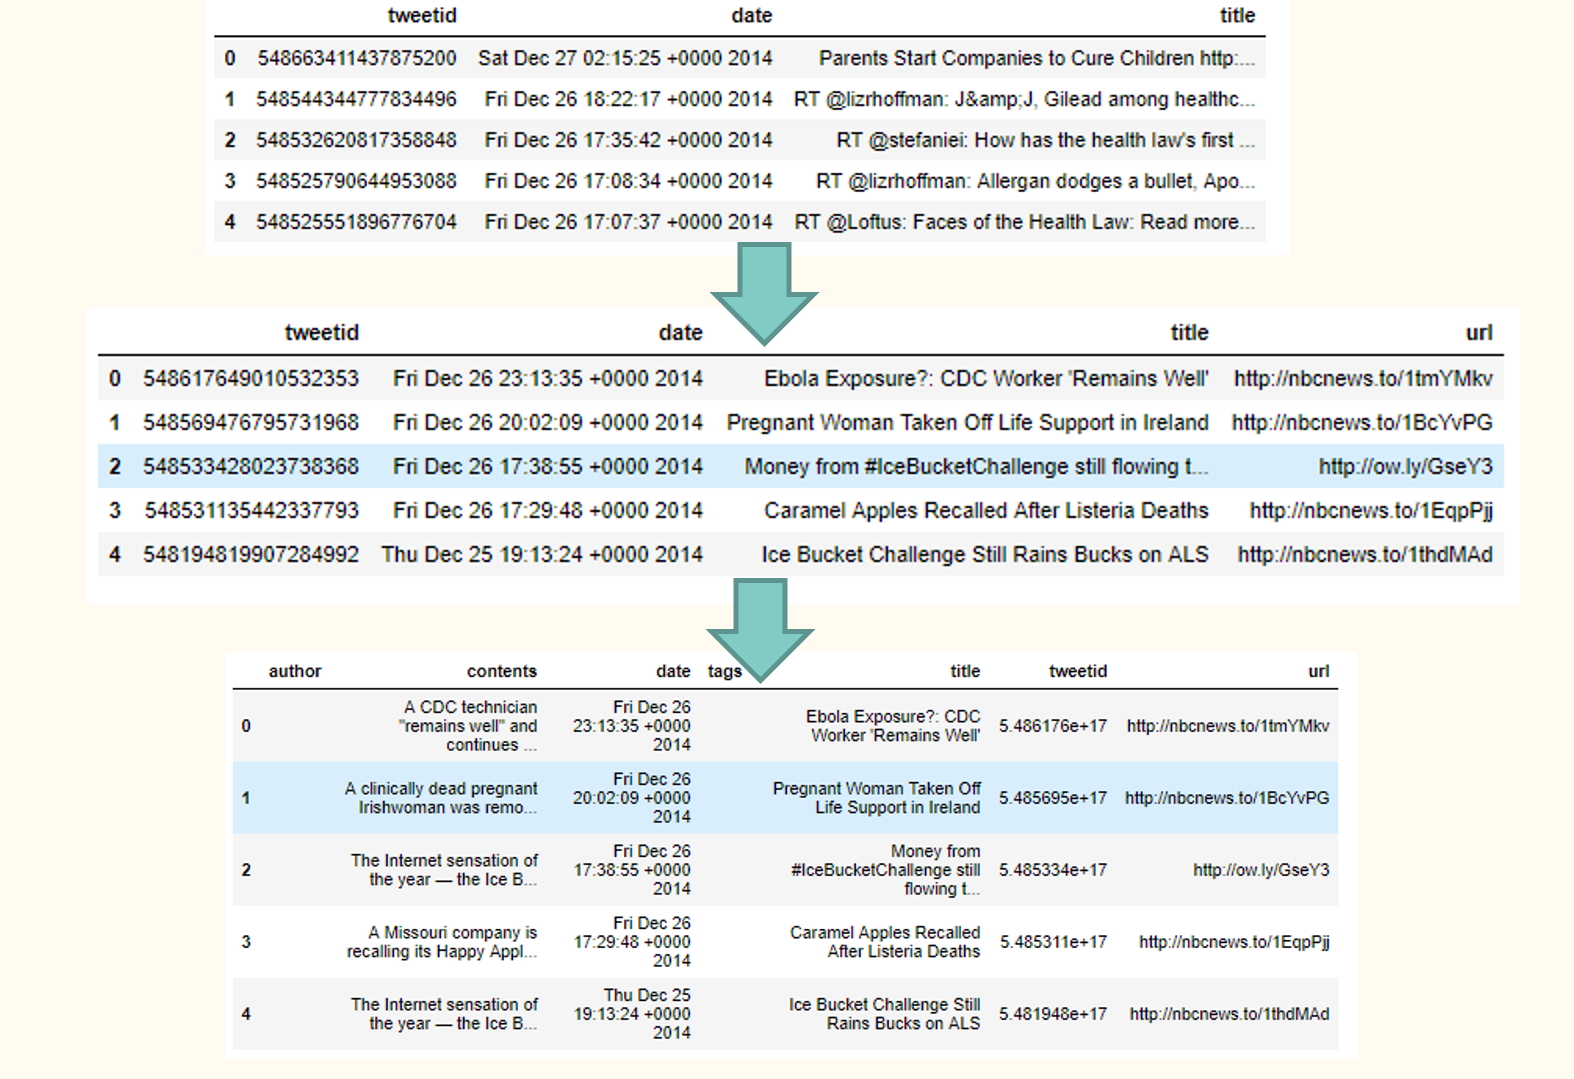 tweetid date title
0 548663411437875200 Sat Dec 27 02:15:25 +0000 2014 Parents Start Companies to Cure Children http:...
1 548544344777834496 Fri Dec 26 18:22:17 +0000 2014 RT @lizrhoffman: J&amp;J, Gilead among healthc...
2 548532620817358848 Fri Dec 26 17:35:42 +0000 2014 RT @stefaniei: How has the health law's first ...
3 548525790644953088 Fri Dec 26 17:08:34 +0000 2014 RT @lizrhoffman: Allergan dodges a bullet, Apo...
4 548525551896776704 Fri Dec 26 17:07:37 +0000 2014 RT @Loftus: Faces of the Health Law: Read more...
tweetid date title url
0 548617649010532353 Fri Dec 26 23:13:35 +0000 2014 Ebola Exposure?: CDC Worker 'Remains Well' http://nbcnews.to/1tmYMkv
1 548569476795731968 Fri Dec 26 20:02:09 +0000 2014 Pregnant Woman Taken Off Life Support in Ireland http://nbcnews.to/1BcYvPG
2 548533428023738368 Fri Dec 26 17:38:55 +0000 2014 Money from #IceBucketChallenge still flowing t... http://ow.ly/GseY3
3 548531135442337793 Fri Dec 26 17:29:48 +0000 2014 Caramel Apples Recalled After Listeria Deaths http://nbcnews.to/1EqpPjj
4 548194819907284992 Thu Dec 25 19:13:24 +0000 2014 Ice Bucket Challenge Still Rains Bucks on ALS http://nbcnews.to/1thdMAd
author contents date tags title tweetid url
A CDC technician Fri Dec 26
0 "remains well" and 23:13:35 +0000 Ebola Exposure?: CDC 5.486176e+17 http://nbcnews.to/1tmYMkv
continues ... 2014 Worker 'Remains Well'
Fri Dec 26
1 A clinically dead pregnant 20:02:09 +0000 Pregnant Woman Taken Off 5.485695e+17 http://nbcnews.to/1BcYvPG
Irishwoman was remo... 2014 Life Support in Ireland
Fri Dec 26 Money from
2 The Internet sensation of 17:38:55 +0000 #IceBucketChallenge still 5.485334e+17 http://ow.ly/GseY3
the year — the Ice B... 2014 flowing t...
Fri Dec 26
3 A Missouri company is 17:29:48 +0000 Caramel Apples Recalled 5.485311e+17 http://nbcnews.to/1EqpPjj
recalling its Happy Appl... 2014 After Listeria Deaths
Thu Dec 25
4 The Internet sensation of 19:13:24 +0000 Ice Bucket Challenge Still 5.481948e+17 http://nbcnews.to/1thdMAd
the year — the Ice B... 2014 Rains Bucks on ALS